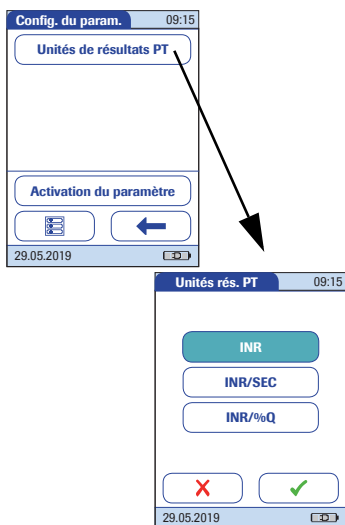 Config. du param. 09:15
Unités de résultats PT
Activation du paramètre
29.05.2019
Unités rés. PT 09:15
INR
INR/SEC
INR/%Q
29.05.2019